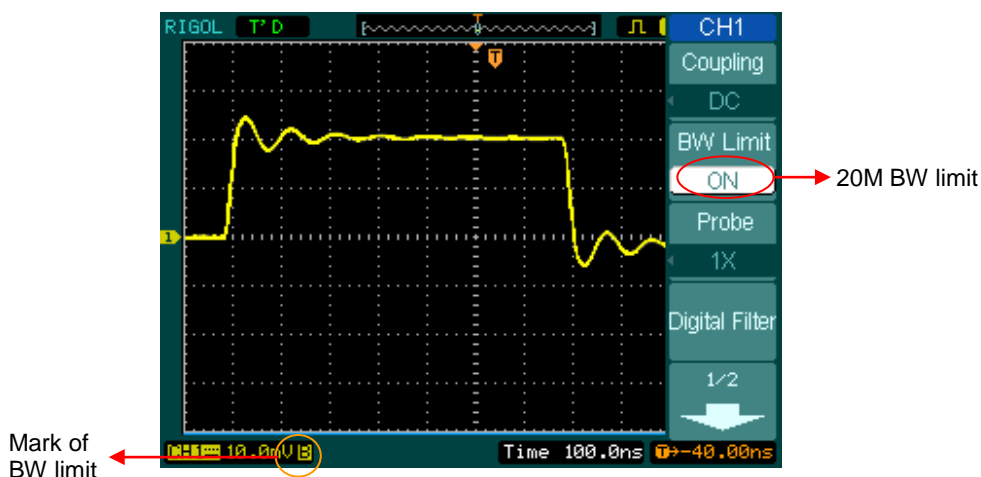 RIGOL T'D T CH1
T
Coupling
DC
BW Limit
ON
20M BW limit
Probe
1
1X
Digital Filter
1/2
Mark of
BW limit
CH1 10.0mV B Time 100.0ns T→-40.00ns